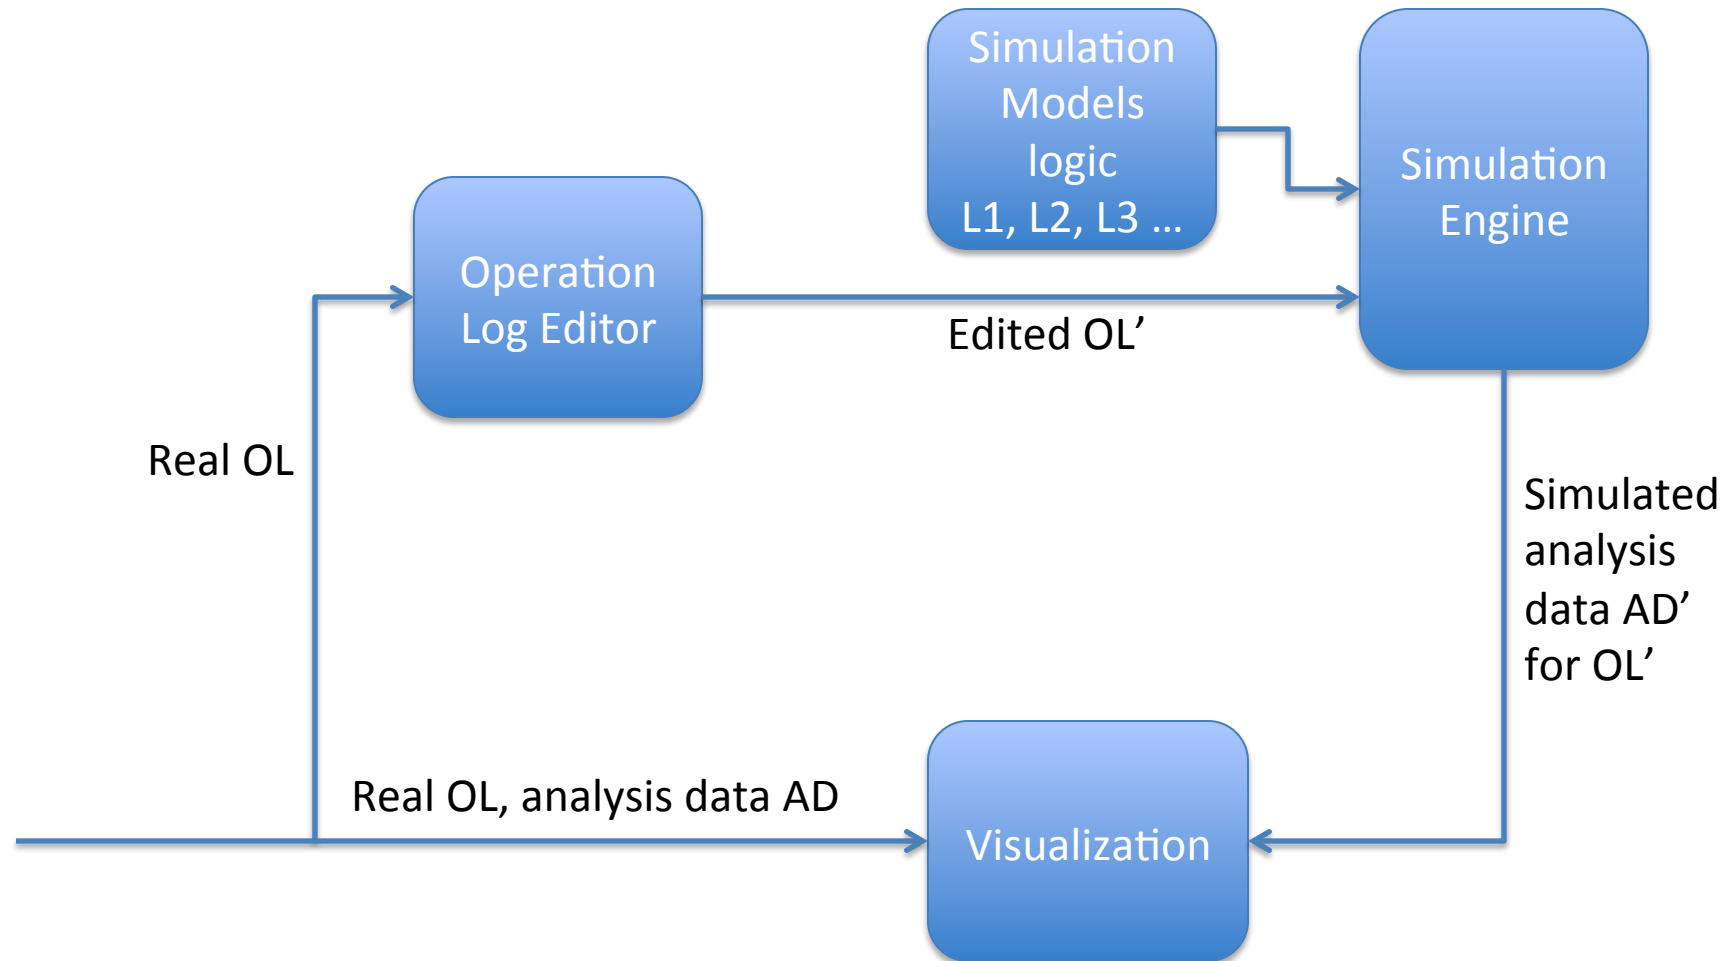 Simulation
Models
logic
L1, L2, L3 ...
Simulation
Engine
Operation
Log Editor
Edited OL’
Real OL
Simulated
analysis
data AD’
for OL’
Real OL, analysis data AD
Visualization